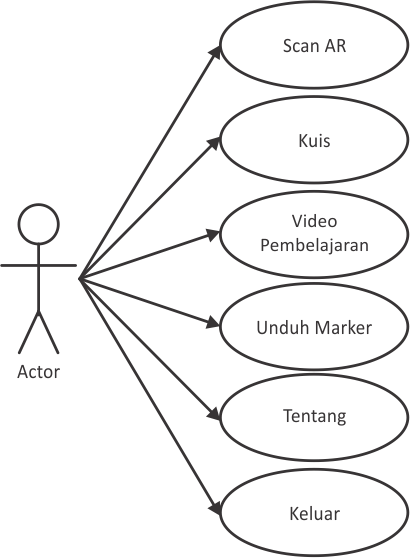 Scan AR
Kuis
Video
Pembelajaran
Unduh Marker
Actor
Tentang
Keluar